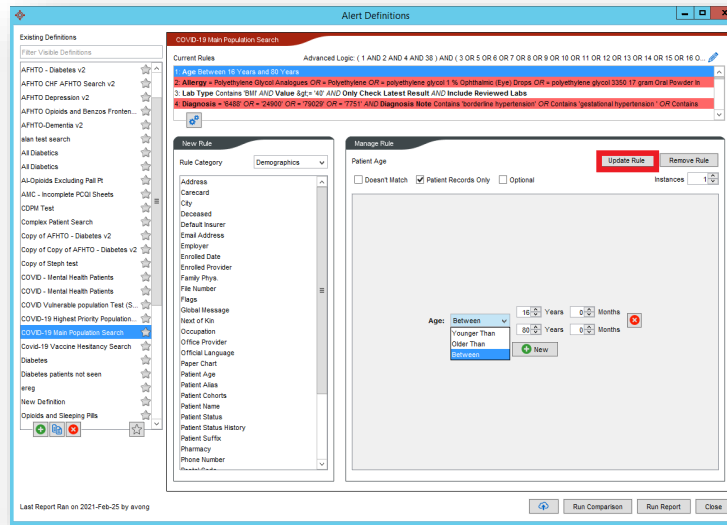 Alert Definitions
Existing Definitions
Filter Visible Definitions
AFHTO - Diabetes v2
AFHTO CHF AFHTO Search v2
AFHTO Depression v2
AFHTO Opioids and Benzos Fronten...
AFHTO-Dementia v2
alan test search
All Diabetics
All Diabetics
Al-Opioids Excluding Pall Pt
AMC - Incomplete PCQI Sheets
CDPM Test
Complex Patient Search
Copy of AFHTO - Diabetes v2
Copy of Copy of AFHTO - Diabetes v2
Copy of Steph test
COVID - Mental Health Patients
COVID - Mental Health Patients
COVID Vulnerable population Test (S...
COVID-19 Highest Priority Population...
COVID-19 Main Population Search
Covid-19 Vaccine Hesitancy Search
Diabetes
Diabetes patients not seen
ereg
New Definition
Opioids and Sleeping Pills
COVID-19 Main Population Search
Current Rules Advanced Logic: ( 1 AND 2 AND 4 AND 38 ) AND ( 3 OR 5 OR 6 OR 7 OR 8 OR 9 OR 10 OR 11 OR 12 OR 13 OR 14 OR 15 OR 16 O...
1: Age Between 16 Years and 80 Years
2: Allergy = Polyethylene Glycol Analogues OR = Polyethylene OR = polyethylene glycol 1 % Ophthalmic (Eye) Drops OR = polyethylene glycol 3350 17 gram Oral Powder In
3: Lab Type Contains 'BMI' AND Value &gt;= '40' AND Only Check Latest Result AND Include Reviewed Labs
4: Diagnosis = '6488' OR = '24900' OR = '79029' OR = '7751' AND Diagnosis Note Contains 'borderline hypertension' OR Contains 'gestational hypertension ' OR Contains
New Rule
Rule Category Demographics
Address
Carecard
City
Deceased
Default Insurer
Email Address
Employer
Enrolled Date
Enrolled Provider
Family Phys.
File Number
Flags
Global Message
Next of Kin
Occupation
Office Provider
Official Language
Paper Chart
Patient Age
Patient Alias
Patient Cohorts
Patient Name
Patient Status
Patient Status History
Patient Suffix
Pharmacy
Phone Number
Postal Code
Manage Rule
Patient Age Update Rule Remove Rule
Doesn't Match Patient Records Only Optional Instances 1
Age: Between 16 Years 0 Months
80 Years 0 Months
Younger Than
Older Than
Between
New
Last Report Ran on 2021-Feb-25 by avong
Run Comparison Run Report Close